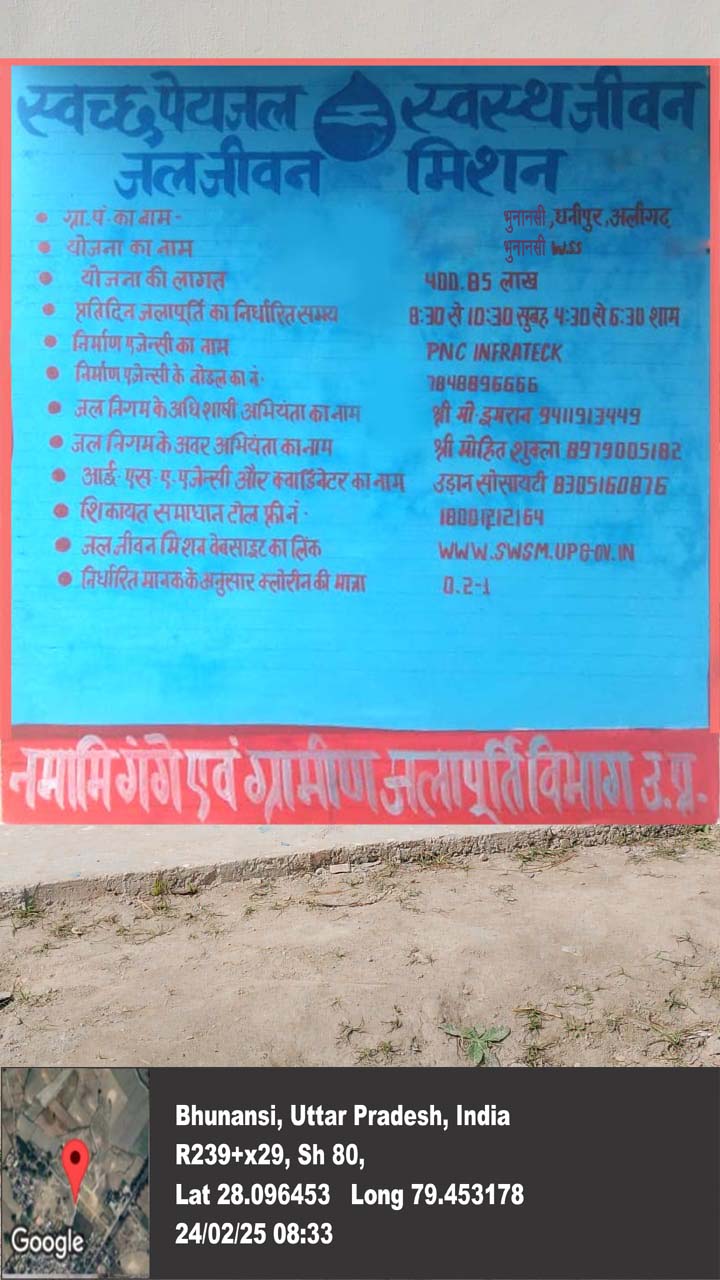 स्वच्छ पेयजल स्वस्थ जीवन
जल जीवन मिशन
ग्रा.पं. का नाम - भुनानसी, धनीपुर, अलीगढ़
योजना का नाम भुनानसी W.SS
योजना की लागत 400.85 लाख
प्रतिदिन जलापूर्ति का निर्धारित समय 8:30 से 10:30 सुबह 4:30 से 6:30 शाम
निर्माण एजेन्सी का नाम PNC INFRATECK
निर्माण एजेन्सी के नोडल का नं. 7848896666
जल निगम के अधिशाषी अभियंता का नाम श्री मो. इमरान 9411913449
जल निगम के अवर अभियंता का नाम श्री मोहित शुक्ला 8979005182
आई. एस. ए. एजेन्सी और क्वार्डिनेटर का नाम उड़ान सोसायटी 8305160876
शिकायत समाधान टोल फ्री नं. 18001212164
जल जीवन मिशन वेबसाइट का लिंक WWW.SWSM.UPGOV.IN
निर्धारित मानक के अनुसार क्लोरीन की मात्रा 0.2-1
नमामि गंगे एवं ग्रामीण जलापूर्ति विभाग उ.प्र.
Bhunansi, Uttar Pradesh, India
R239+x29, Sh 80,
Lat 28.096453 Long 79.453178
24/02/25 08:33
Google